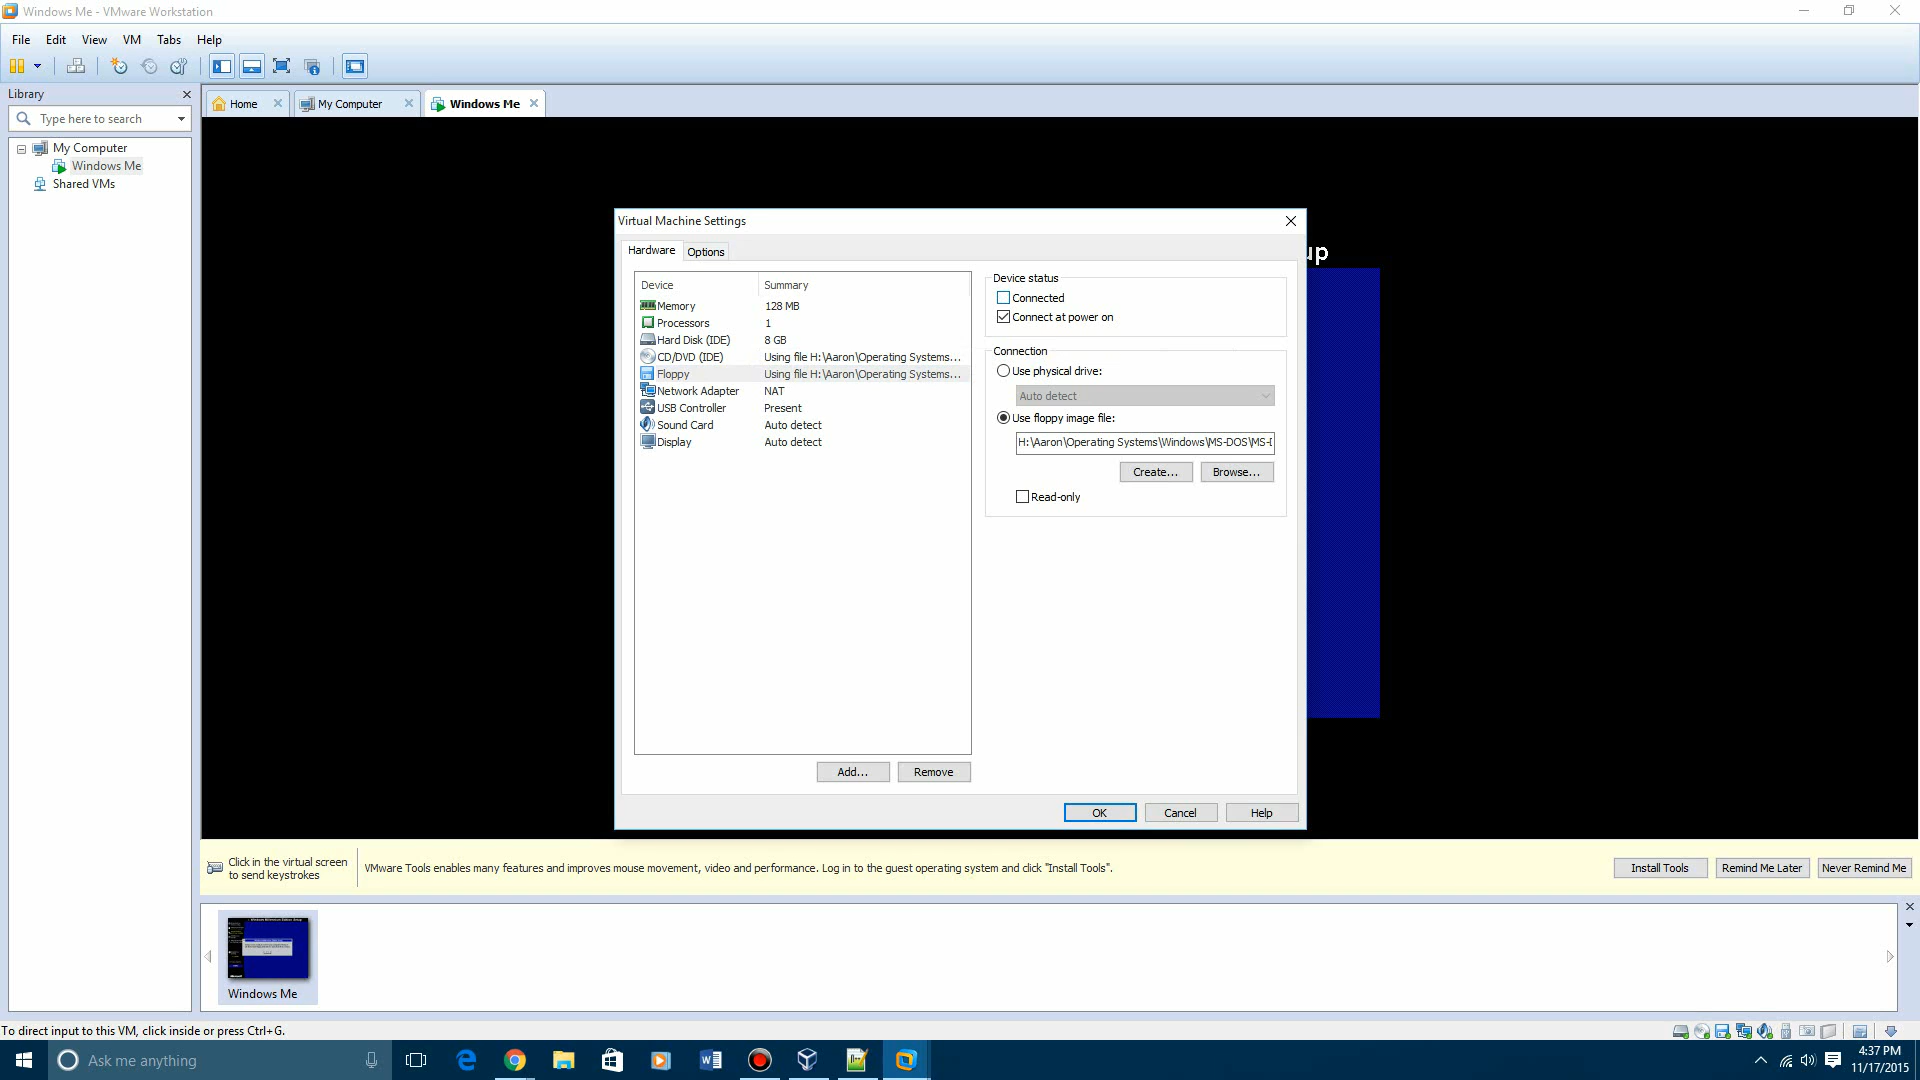 Windows Me - VMware Workstation
File Edit View VM Tabs Help
Library
Home My Computer Windows Me
Type here to search
My Computer
Windows Me
Shared VMs
Virtual Machine Settings
Hardware Options
up
Device Summary
Memory 128 MB
Processors 1
Hard Disk (IDE) 8 GB
CD/DVD (IDE) Using file H:\Aaron\Operating Systems...
Floppy Using file H:\Aaron\Operating Systems...
Network Adapter NAT
USB Controller Present
Sound Card Auto detect
Display Auto detect
Device status
Connected
Connect at power on
Connection
Use physical drive:
Auto detect
Use floppy image file:
H:\Aaron\Operating Systems\Windows\MS-DOS\MS-D
Create... Browse...
Read-only
Add... Remove
OK Cancel Help
Click in the virtual screen
to send keystrokes
VMware Tools enables many features and improves mouse movement, video and performance. Log in to the guest operating system and click "Install Tools".
Install Tools Remind Me Later Never Remind Me
Windows Me
To direct input to this VM, click inside or press Ctrl+G.
Ask me anything
4:37 PM
11/17/2015